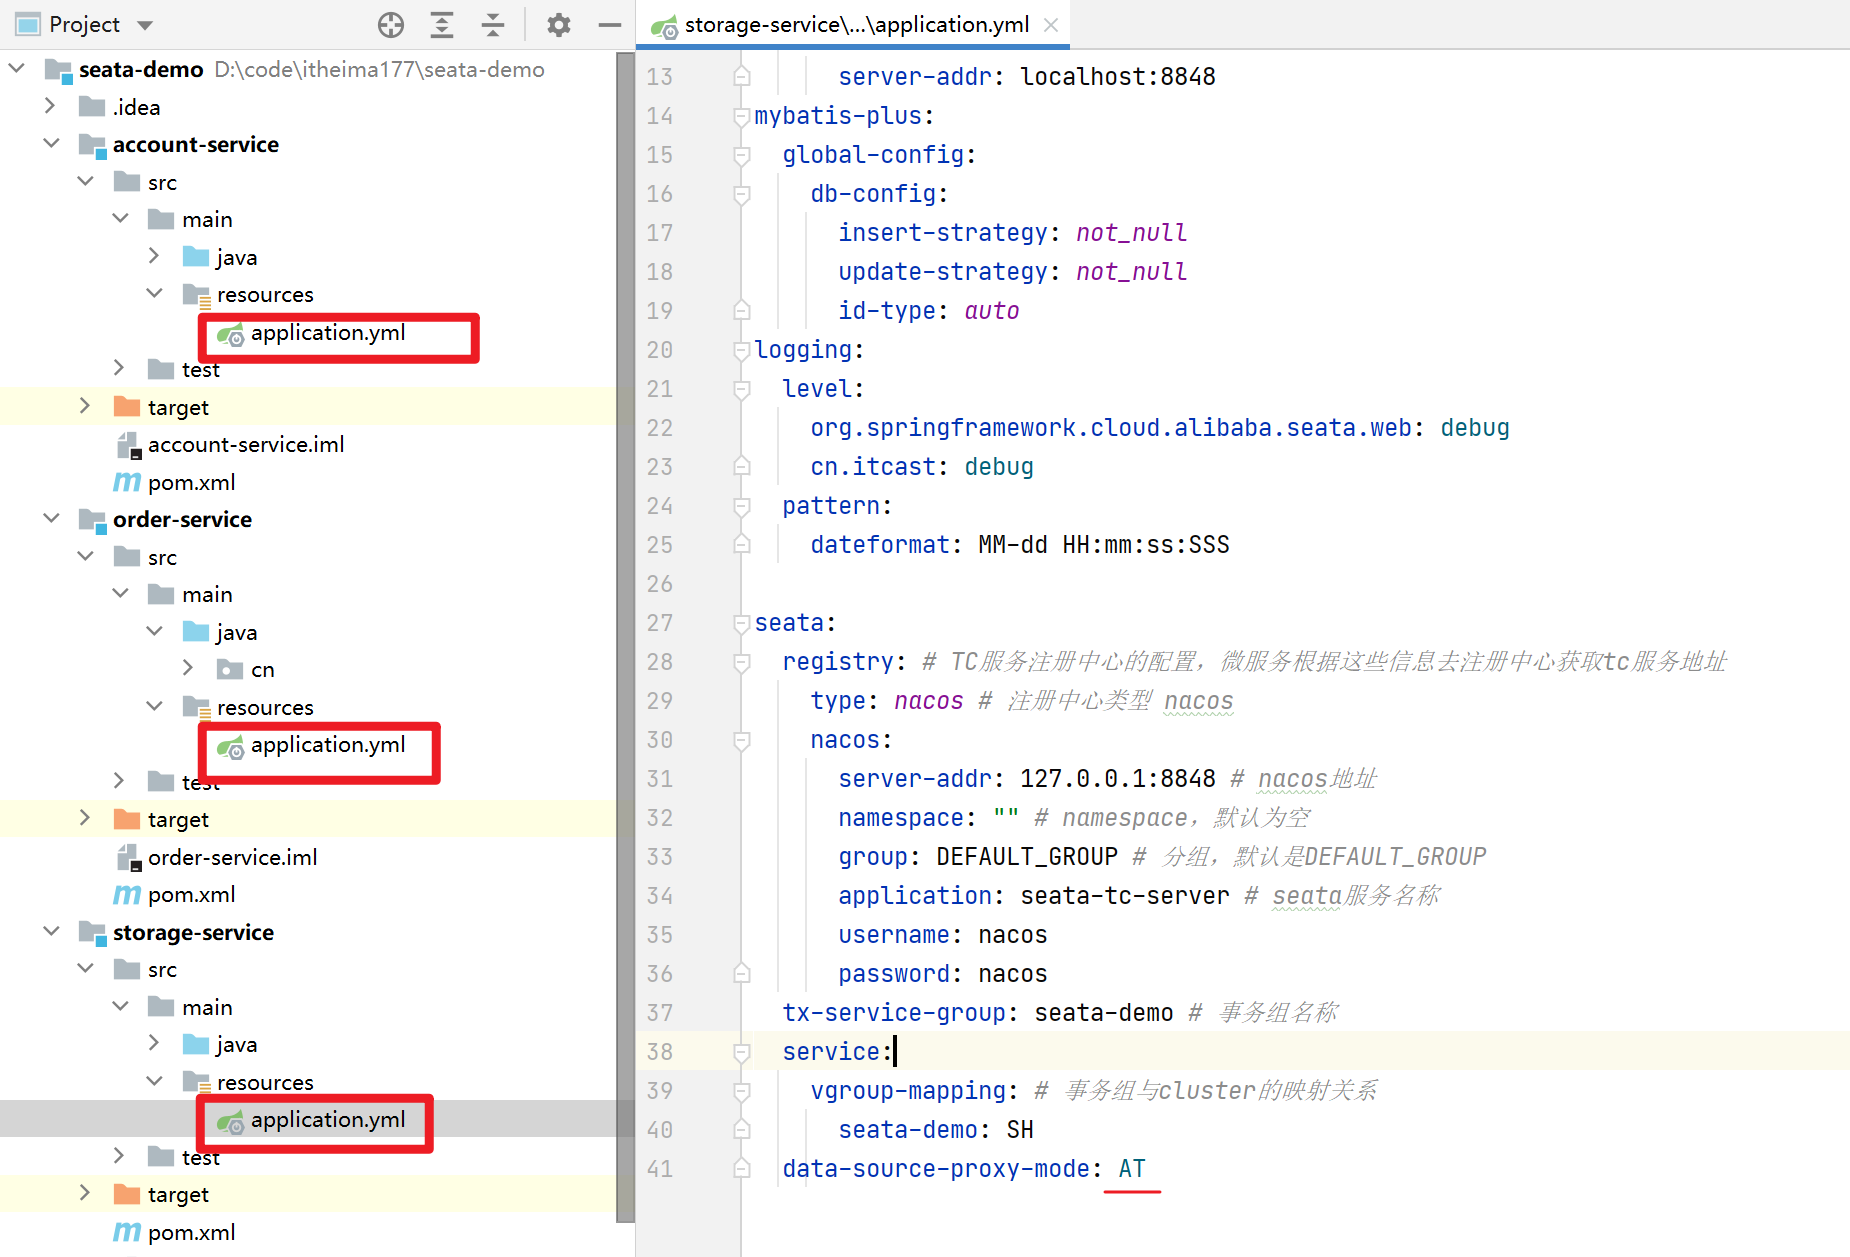 Project
seata-demo D:\code\itheima177\seata-demo
.idea
account-service
src
main
java
resources
application.yml
test
target
account-service.iml
pom.xml
order-service
src
main
java
cn
resources
application.yml
test
target
order-service.iml
pom.xml
storage-service
src
main
java
resources
application.yml
test
target
pom.xml
storage-service\...\application.yml
13 server-addr: localhost:8848
14 mybatis-plus:
15 global-config:
16 db-config:
17 insert-strategy: not_null
18 update-strategy: not_null
19 id-type: auto
20 logging:
21 level:
22 org.springframework.cloud.alibaba.seata.web: debug
23 cn.itcast: debug
24 pattern:
25 dateformat: MM-dd HH:mm:ss:SSS
26
27 seata:
28 registry: # TC服务注册中心的配置，微服务根据这些信息去注册中心获取tc服务地址
29 type: nacos # 注册中心类型 nacos
30 nacos:
31 server-addr: 127.0.0.1:8848 # nacos地址
32 namespace: "" # namespace，默认为空
33 group: DEFAULT_GROUP # 分组，默认是DEFAULT_GROUP
34 application: seata-tc-server # seata服务名称
35 username: nacos
36 password: nacos
37 tx-service-group: seata-demo # 事务组名称
38 service:
39 vgroup-mapping: # 事务组与cluster的映射关系
40 seata-demo: SH
41 data-source-proxy-mode: AT